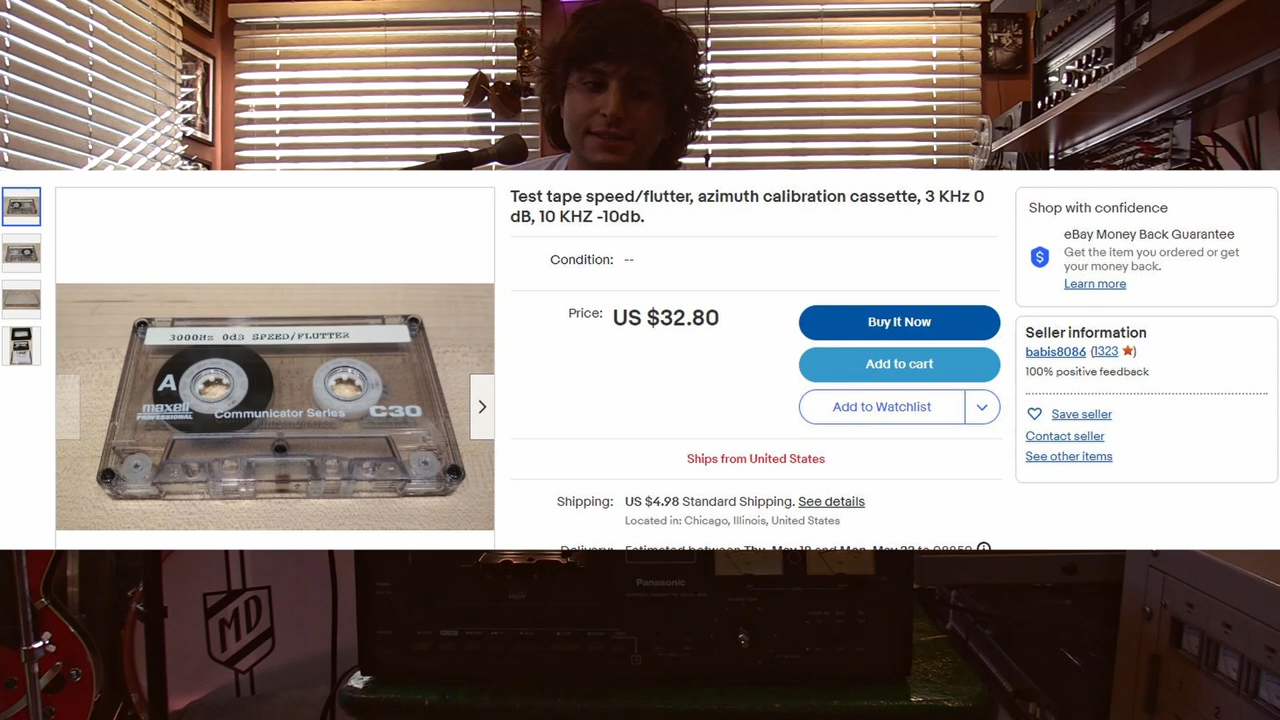 Test tape speed/flutter, azimuth calibration cassette, 3 KHz 0
dB, 10 KHZ -10db.
Condition: --
Price: US $32.80
Buy It Now
Add to cart
Add to Watchlist
Ships from United States
Shipping: US $4.98 Standard Shipping. See details
Located in: Chicago, Illinois, United States
Shop with confidence
eBay Money Back Guarantee
Get the item you ordered or get
your money back.
Learn more
Seller information
babis8086 (1323)
100% positive feedback
Save seller
Contact seller
See other items
3000Hz 0dB SPEED/FLUTTER
A
maxell
PROFESSIONAL
Communicator Series
C30
Panasonic
MD